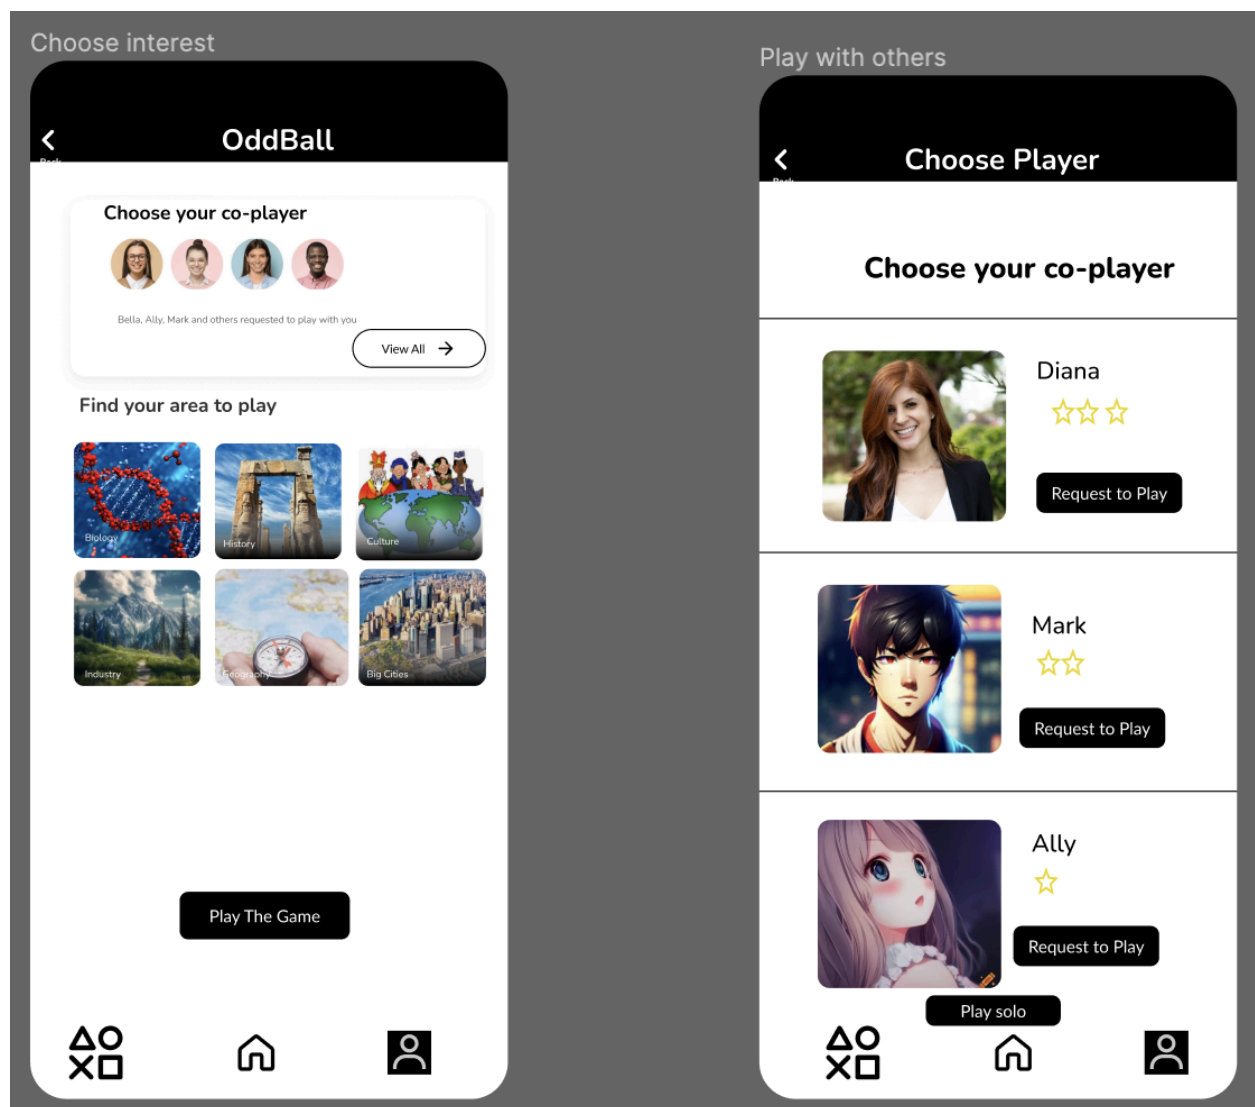 Choose interest
OddBall
Back
Choose your co-player
Bella, Ally, Mark and others requested to play with you
View All
Find your area to play
Biology
History
Culture
Industry
Geography
Big Cities
Play The Game
Play with others
Choose Player
Back
Choose your co-player
Diana
Request to Play
Mark
Request to Play
Ally
Request to Play
Play solo